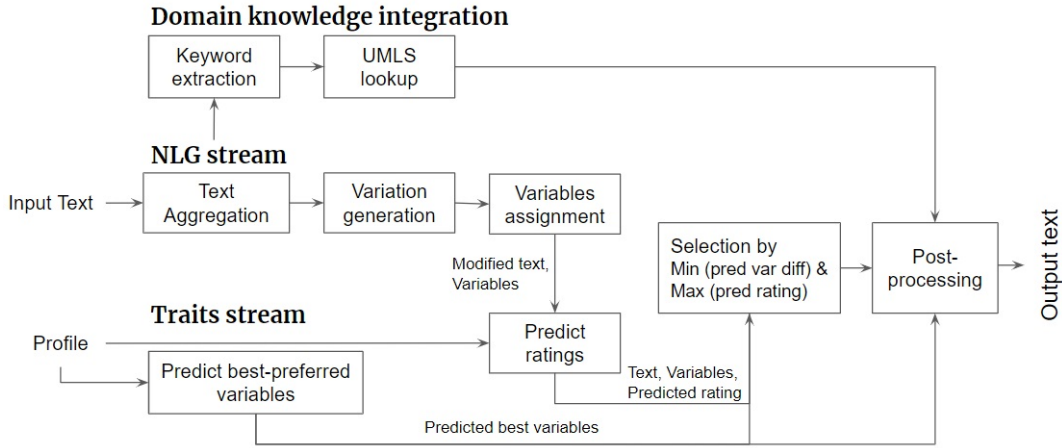 Domain knowledge integration
Keyword
extraction
UMLS
lookup
NLG stream
Input Text
Text
Aggregation
Variation
generation
Variables
assignment
Modified text,
Variables
Selection by
Min (pred var diff) &
Max (pred rating)
Post-
processing
Output text
Traits stream
Profile
Predict
ratings
Predict best-preferred
variables
Text, Variables,
Predicted rating
Predicted best variables